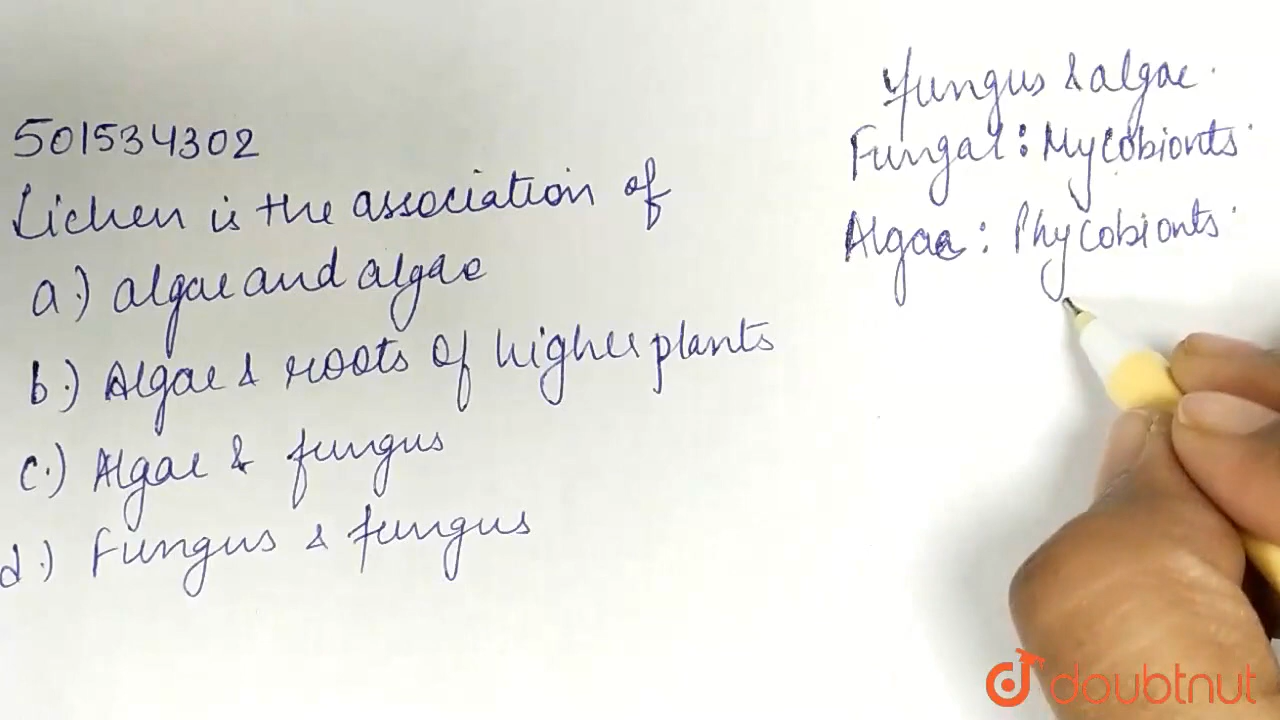 501534302
Lichen is the association of
a.) algae and algae
b.) Algae & roots of higher plants
c.) Algae & fungus
d.) Fungus & fungus
fungus & algae.
Fungal : Mycobionts.
Algae : Phycobionts.
doubtnut